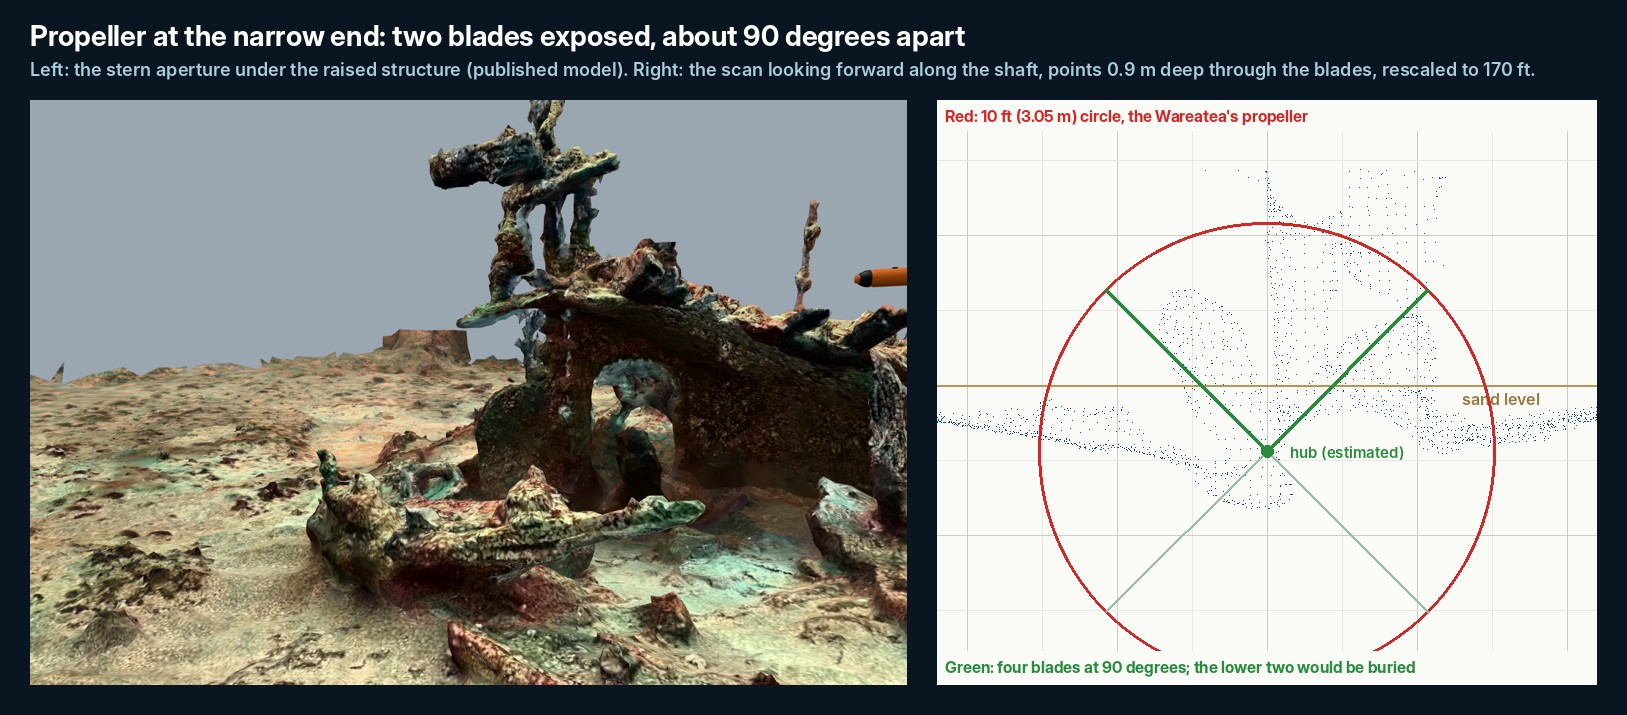 Propeller at the narrow end: two blades exposed, about 90 degrees apart
Left: the stern aperture under the raised structure (published model). Right: the scan looking forward along the shaft, points 0.9 m deep through the blades, rescaled to 170 ft.
Red: 10 ft (3.05 m) circle, the Wareatea's propeller
sand level
hub (estimated)
Green: four blades at 90 degrees; the lower two would be buried